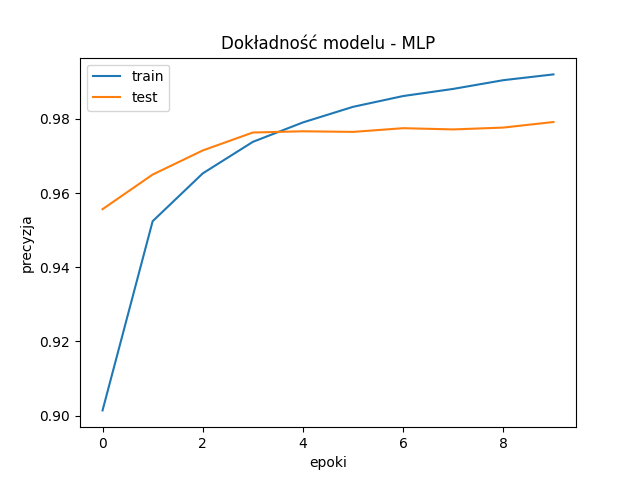 Dokładność modelu - MLP
train
test
precyzja
0.98
0.96
0.94
0.92
0.90
0
2
4
6
8
epoki